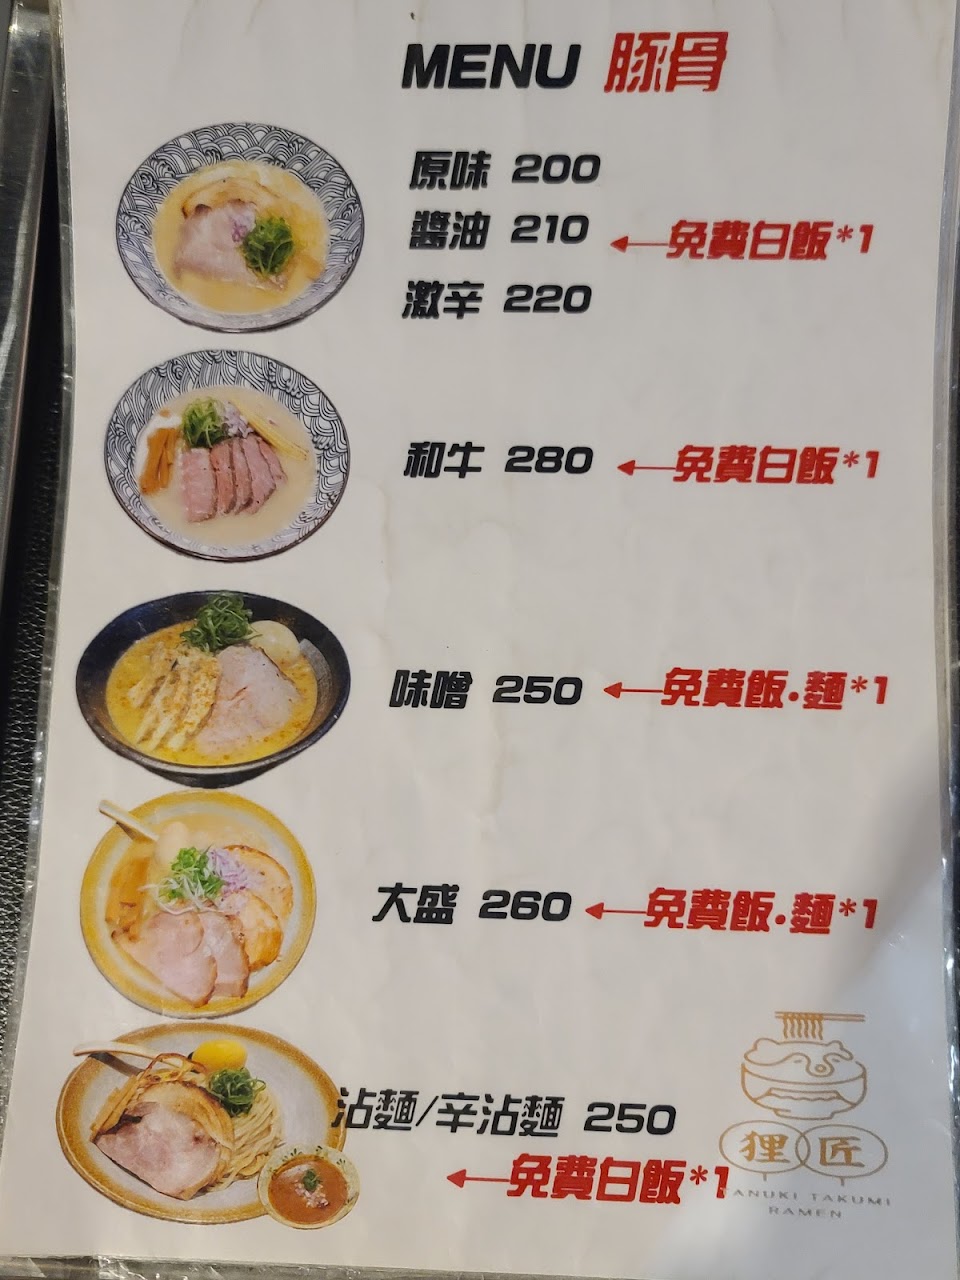 MENU 豚骨
原味 200
醬油 210 ←免費白飯*1
激辛 220
和牛 280 ←免費白飯*1
味噌 250 ←免費飯.麵*1
大盛 260 ←免費飯.麵*1
沾麵/辛沾麵 250
←免費白飯*1
狸匠
TANUKI TAKUMI
RAMEN